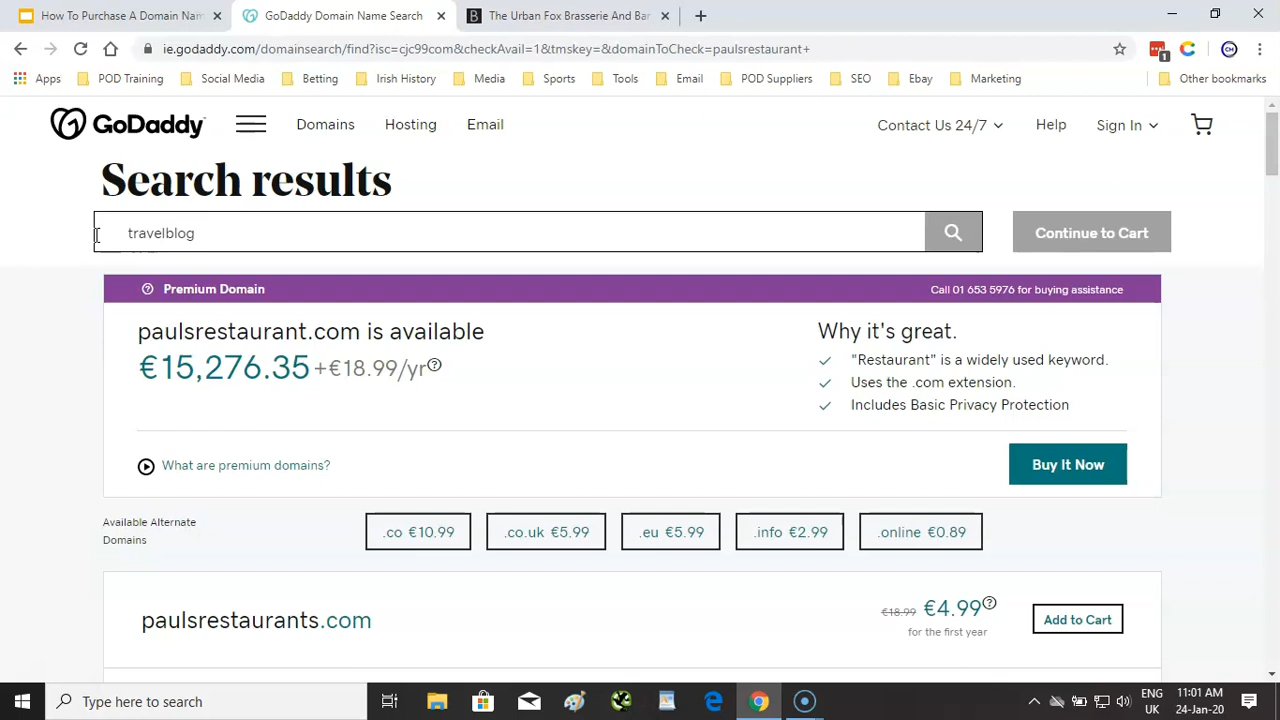 How To Purchase A Domain Nam
GoDaddy Domain Name Search
The Urban Fox Brasserie And Bar
ie.godaddy.com/domainsearch/find?isc=cjc99com&checkAvail=1&tmskey=&domainToCheck=paulsrestaurant+
1
CH
Apps
POD Training
Social Media
Betting
Irish History
Media
Sports
Tools
Email
POD Suppliers
SEO
Ebay
Marketing
Other bookmarks
GoDaddy
Domains
Hosting
Email
Contact Us 24/7
Help
Sign In
Search results
travelblog
Continue to Cart
Premium Domain
Call 01 653 5976 for buying assistance
paulsrestaurant.com is available
€15,276.35 +€18.99/yr
Why it's great.
"Restaurant" is a widely used keyword.
Uses the .com extension.
Includes Basic Privacy Protection
What are premium domains?
Buy It Now
Available Alternate
Domains
.co €10.99
.co.uk €5.99
.eu €5.99
.info €2.99
.online €0.89
paulsrestaurants.com
€18.99 €4.99
for the first year
Add to Cart
Type here to search
ENG
UK
11:01 AM
24-Jan-20